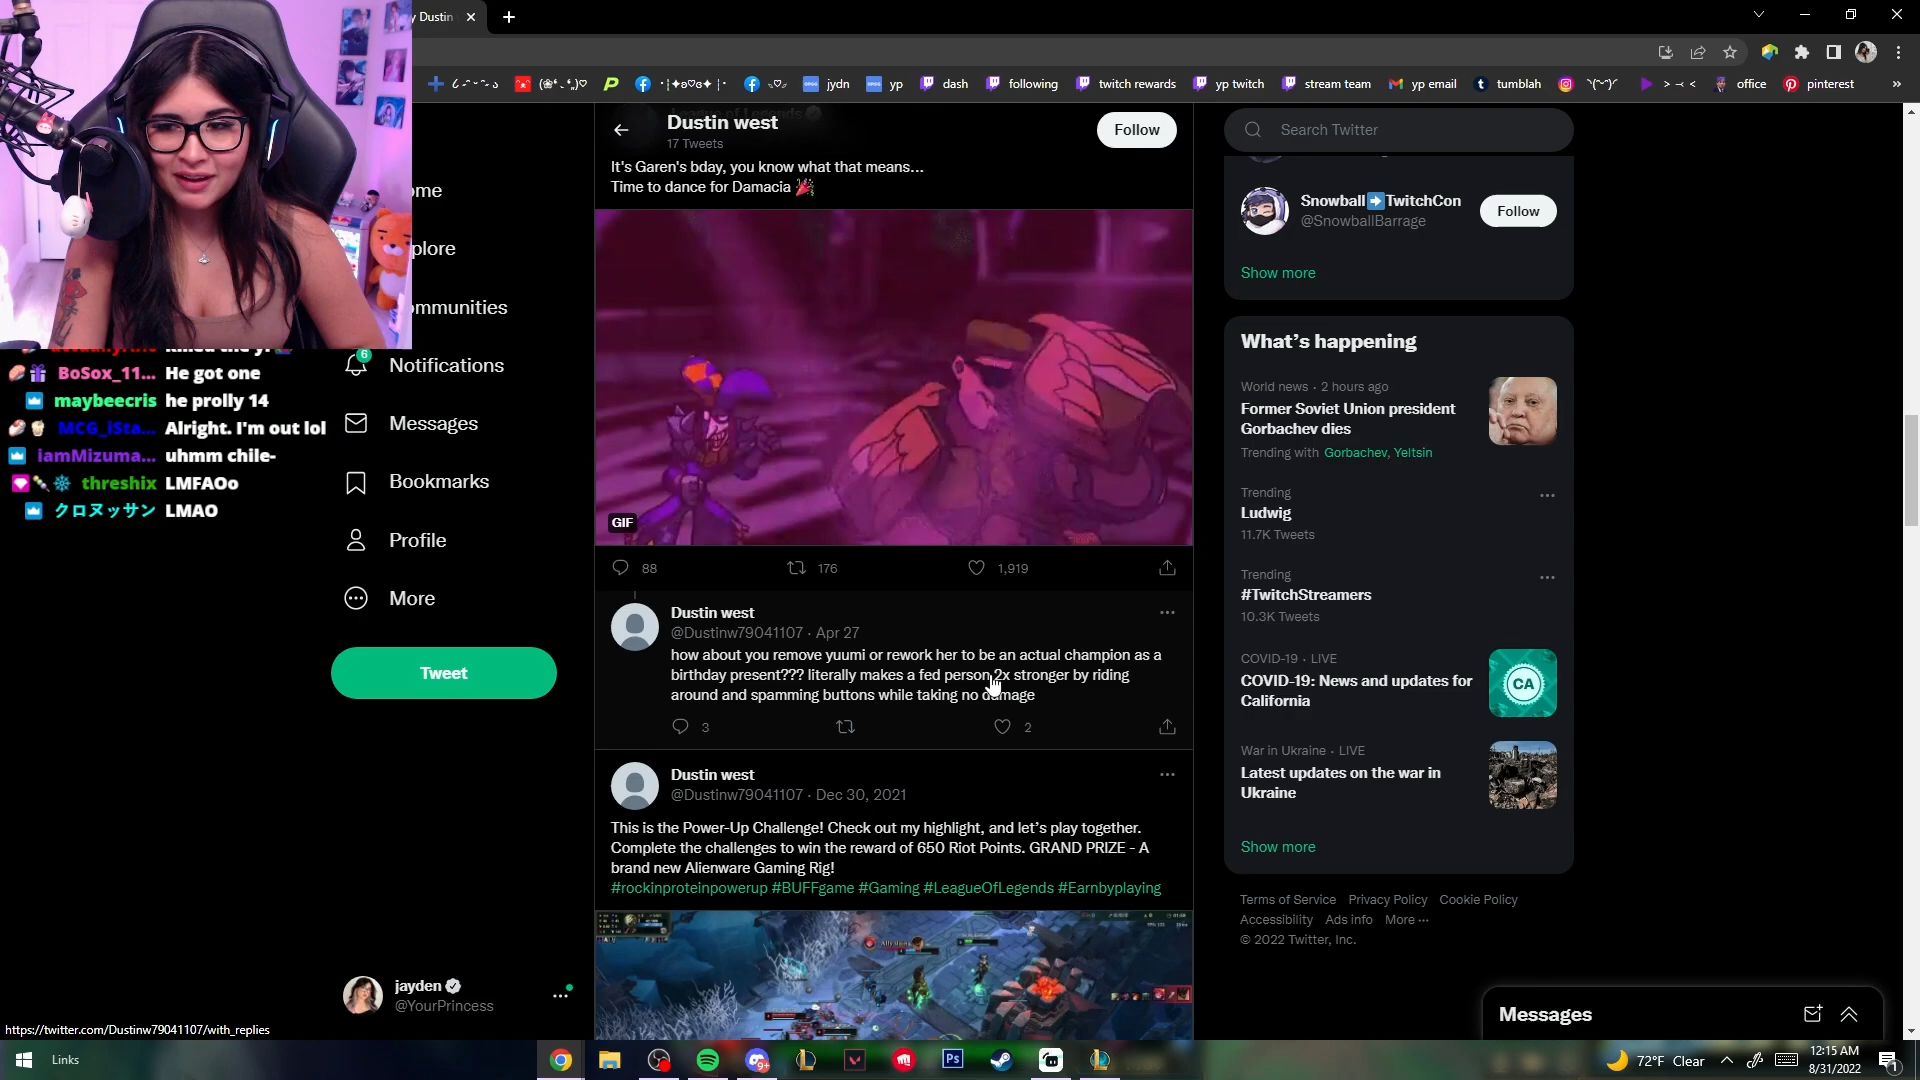 y Dustin
jydn
yp
dash
following
twitch rewards
yp twitch
stream team
yp email
tumblah
office
pinterest
Dustin west
17 Tweets
Follow
It's Garen's bday, you know what that means...
Time to dance for Damacia
GIF
88
176
1,919
Dustin west
@Dustinw79041107 · Apr 27
how about you remove yuumi or rework her to be an actual champion as a
birthday present??? literally makes a fed person 2x stronger by riding
around and spamming buttons while taking no damage
3
2
Dustin west
@Dustinw79041107 · Dec 30, 2021
This is the Power-Up Challenge! Check out my highlight, and let's play together.
Complete the challenges to win the reward of 650 Riot Points. GRAND PRIZE - A
brand new Alienware Gaming Rig!
#rockinproteinpowerup #BUFFgame #Gaming #LeagueOfLegends #Earnbyplaying
ome
plore
ommunities
6
Notifications
Messages
Bookmarks
Profile
More
Tweet
BoSox_11... He got one
maybeecris he prolly 14
MCG_iSta... Alright. I'm out lol
iamMizuma... uhmm chile-
threshix LMFAOo
クロヌッサン LMAO
jayden
@YourPrincess
Search Twitter
Snowball➡️TwitchCon
@SnowballBarrage
Follow
Show more
What's happening
World news · 2 hours ago
Former Soviet Union president
Gorbachev dies
Trending with Gorbachev, Yeltsin
Trending
Ludwig
11.7K Tweets
Trending
#TwitchStreamers
10.3K Tweets
COVID-19 · LIVE
COVID-19: News and updates for
California
CA
War in Ukraine · LIVE
Latest updates on the war in
Ukraine
Show more
Terms of Service Privacy Policy Cookie Policy
Accessibility Ads info More ···
© 2022 Twitter, Inc.
Messages
https://twitter.com/Dustinw79041107/with_replies
Links
9+
Ps
72°F Clear
12:15 AM
8/31/2022
1